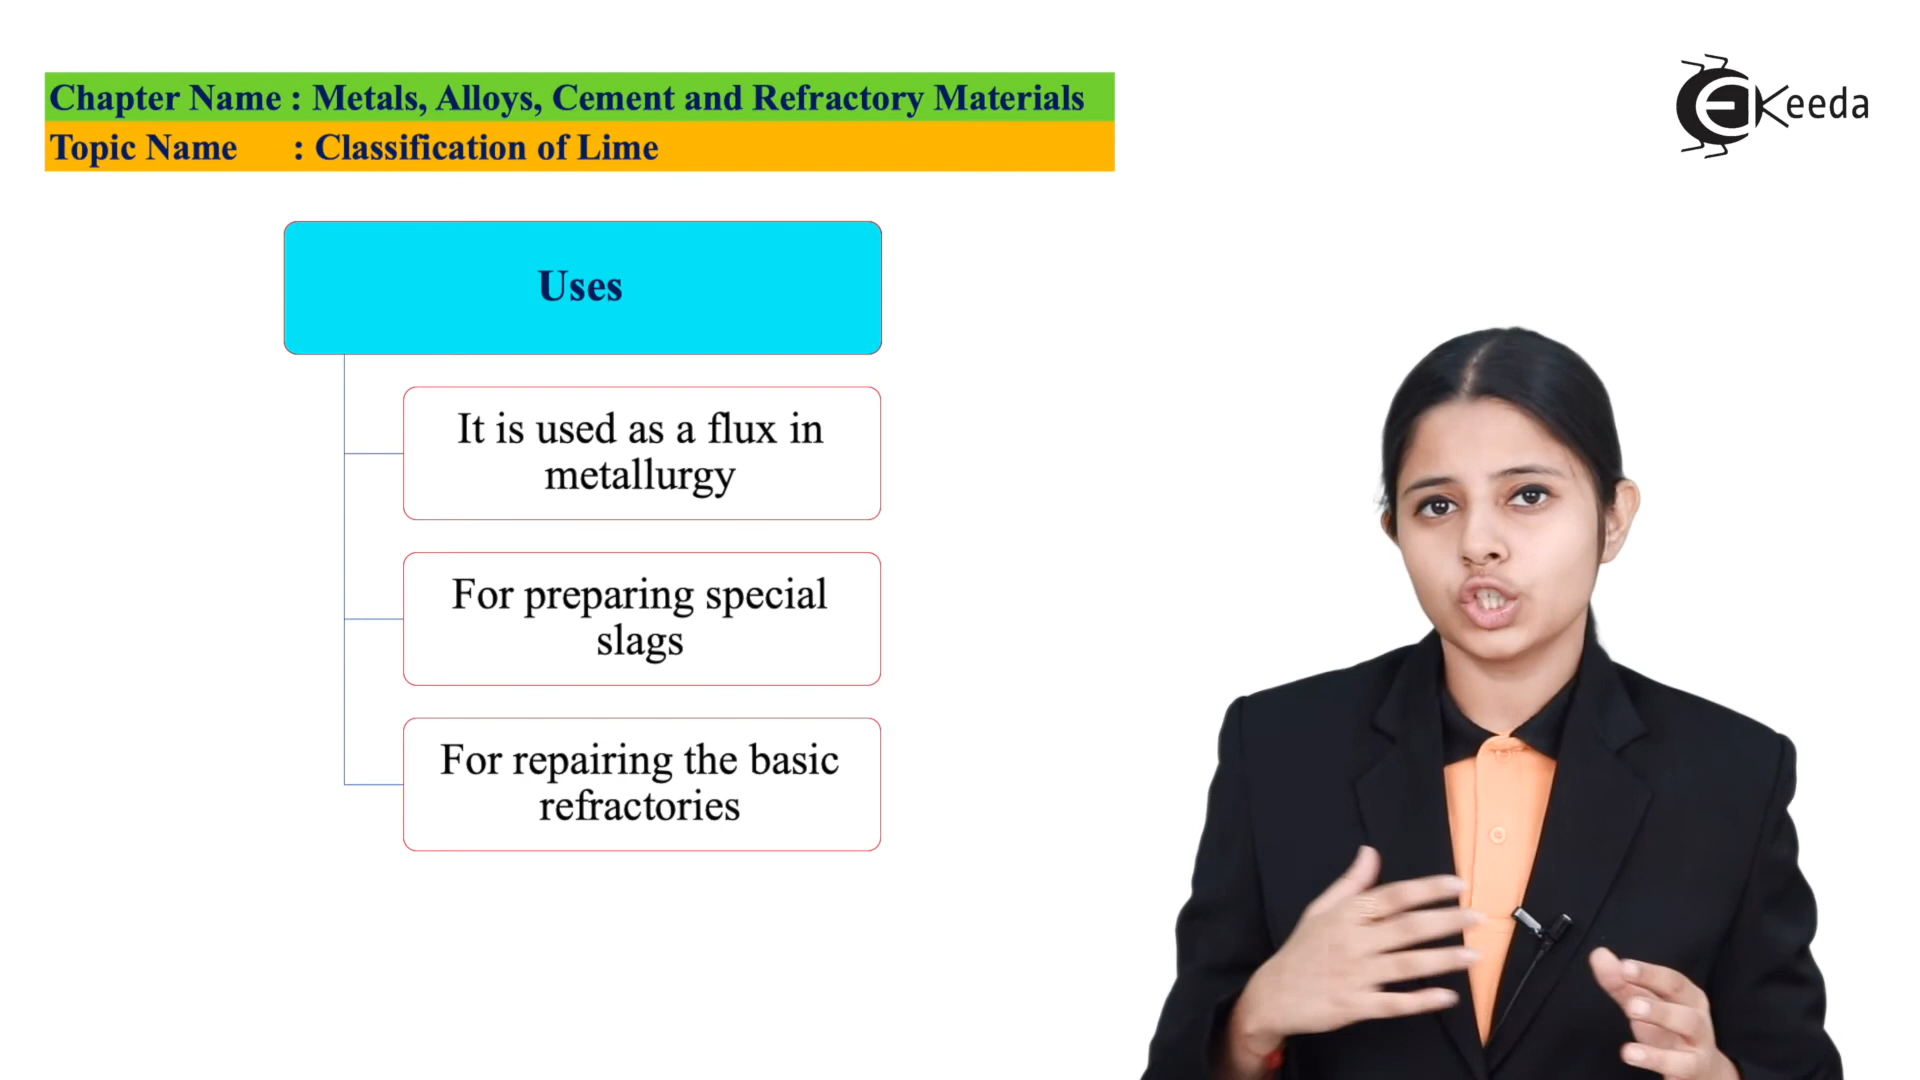 Chapter Name : Metals, Alloys, Cement and Refractory Materials
Topic Name : Classification of Lime
EKeeda
Uses
It is used as a flux in
metallurgy
For preparing special
slags
For repairing the basic
refractories